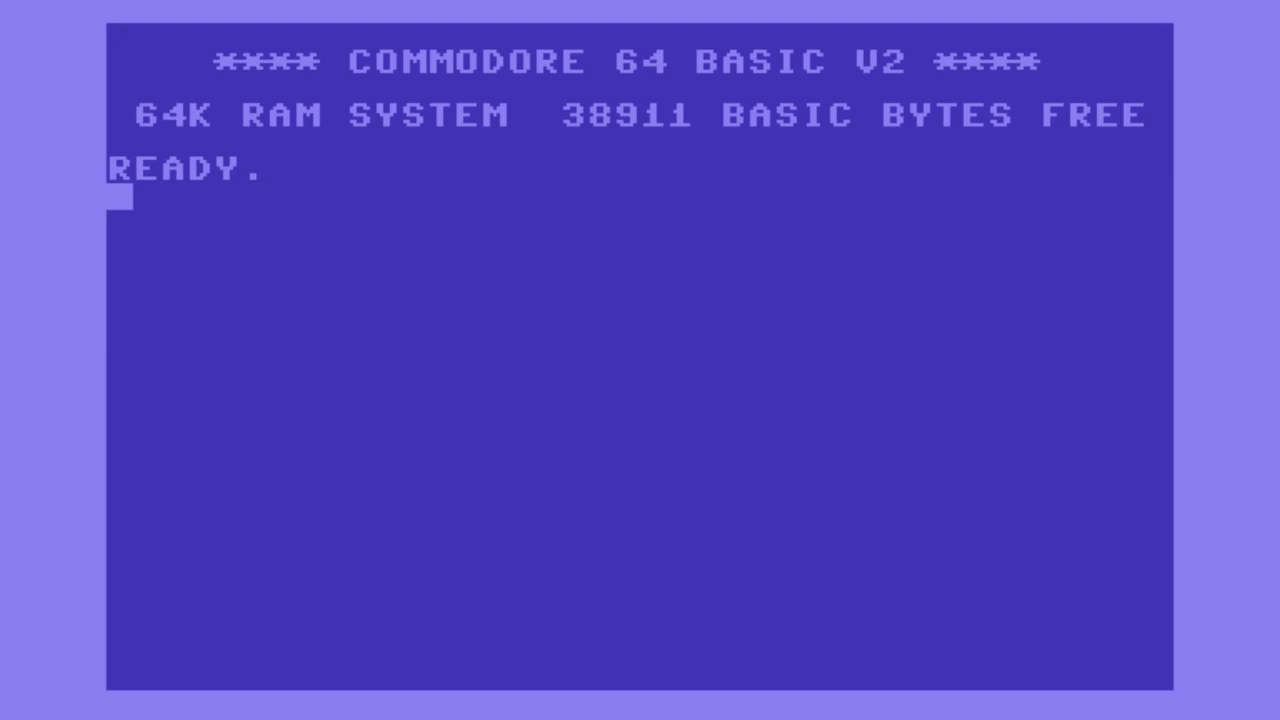 **** COMMODORE 64 BASIC V2 ****
64K RAM SYSTEM  38911 BASIC BYTES FREE
READY.